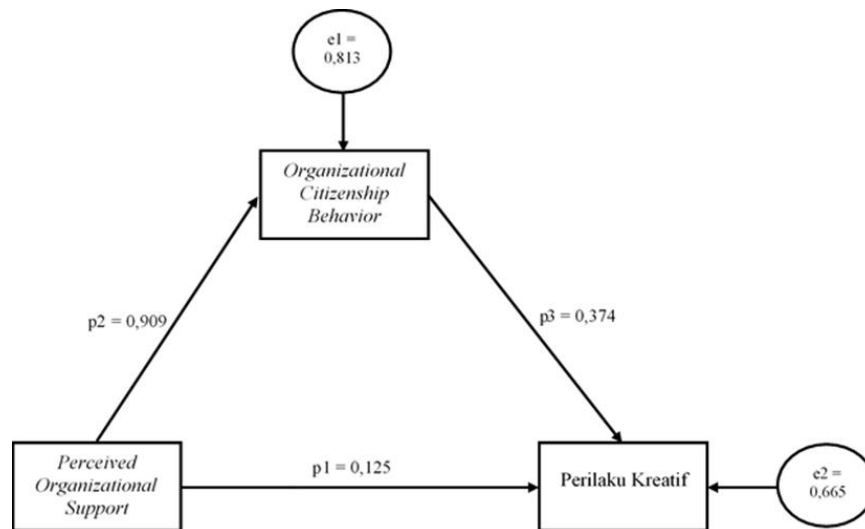 e1 =
0,813
Organizational
Citizenship
Behavior
p2 = 0,909
p3 = 0,374
Perceived
Organizational
Support
p1 = 0,125
Perilaku Kreatif
e2 =
0,665